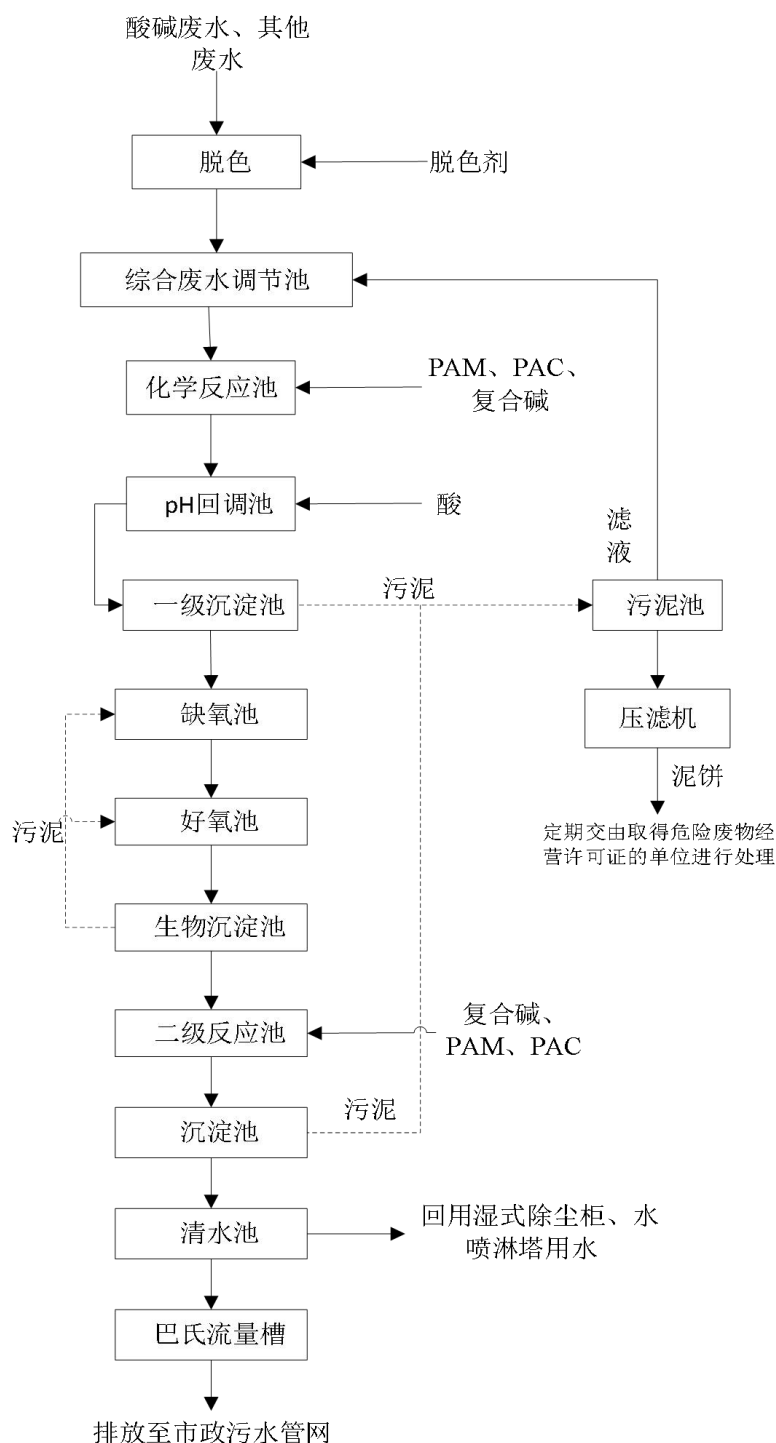 酸碱废水、其他
废水
脱色
脱色剂
综合废水调节池
化学反应池
PAM、PAC、
复合碱
pH回调池
酸
滤
液
一级沉淀池
污泥
污泥池
缺氧池
压滤机
泥饼
污泥
好氧池
定期交由取得危险废物经
营许可证的单位进行处理
生物沉淀池
二级反应池
复合碱、
PAM、PAC
污泥
沉淀池
清水池
回用湿式除尘柜、水
喷淋塔用水
巴氏流量槽
排放至市政污水管网